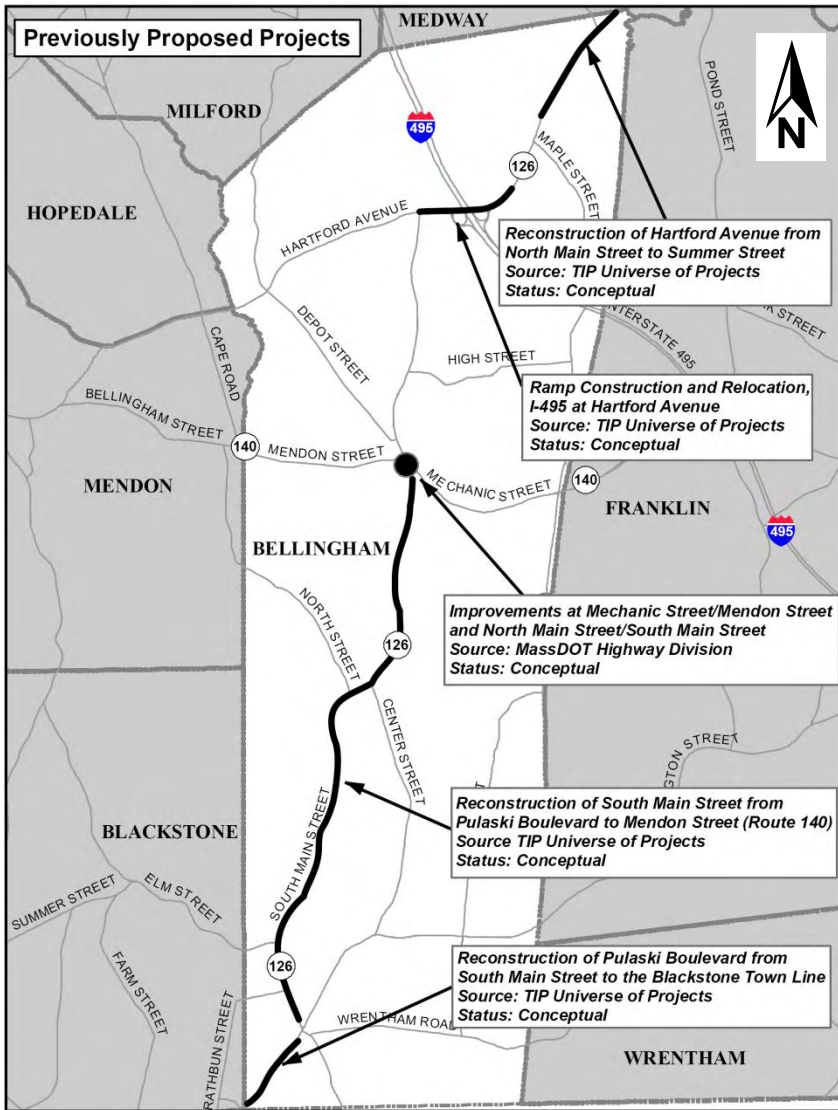 Previously Proposed Projects
MEDWAY
N
MILFORD
POND STREET
495
126
MAPLE STREET
HOPEDALE
HARTFORD AVENUE
Reconstruction of Hartford Avenue from
North Main Street to Summer Street
Source: TIP Universe of Projects
Status: Conceptual
DEPOT STREET
CAPE ROAD
NTERSTATE 495
STREET
HIGH STREET
Ramp Construction and Relocation,
I-495 at Hartford Avenue
Source: TIP Universe of Projects
Status: Conceptual
BELLINGHAM STREET
140
MENDON STREET
MECHANIC STREET
140
MENDON
FRANKLIN
495
BELLINGHAM
NORTH STREET
Improvements at Mechanic Street/Mendon Street
and North Main Street/South Main Street
Source: MassDOT Highway Division
Status: Conceptual
126
CENTER STREET
GTON STREET
Reconstruction of South Main Street from
Pulaski Boulevard to Mendon Street (Route 140)
Source TIP Universe of Projects
Status: Conceptual
BLACKSTONE
SOUTH MAIN STREET
ELM STREET
SUMMER STREET
FARM STREET
126
Reconstruction of Pulaski Boulevard from
South Main Street to the Blackstone Town Line
Source: TIP Universe of Projects
Status: Conceptual
WRENTHAM ROAD
RATHBUN STREET
WRENTHAM